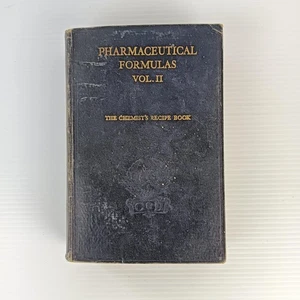 PHARMACEUTICAL
FORMULAS
VOL. II
THE CHEMIST'S RECIPE BOOK